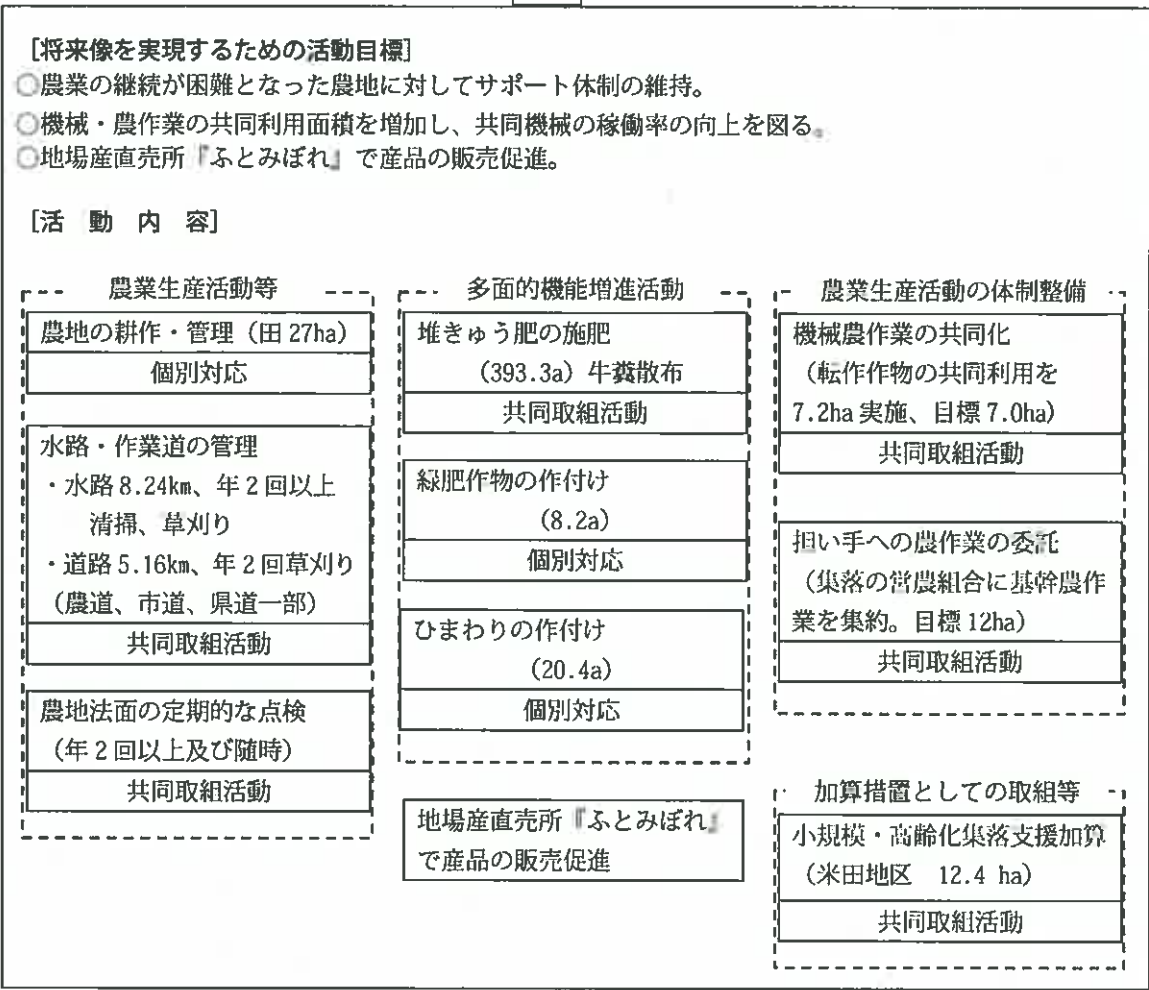 [将来像を実現するための活動目標]
○農業の継続が困難となった農地に対してサポート体制の維持。
○機械・農作業の共同利用面積を増加し、共同機械の稼働率の向上を図る。
○地場産直売所『ふとみぼれ』で産品の販売促進。
[活 動 内 容]
農業生産活動等
農地の耕作・管理（田 27ha）
個別対応
水路・作業道の管理
・水路 8.24km、年２回以上
清掃、草刈り
・道路 5.16km、年２回草刈り
（農道、市道、県道一部）
共同取組活動
農地法面の定期的な点検
（年２回以上及び随時）
共同取組活動
多面的機能増進活動
堆きゅう肥の施肥
（393.3a）牛糞散布
共同取組活動
緑肥作物の作付け
（8.2a）
個別対応
ひまわりの作付け
（20.4a）
個別対応
地場産直売所『ふとみぼれ』
で産品の販売促進
農業生産活動の体制整備
機械農作業の共同化
（転作作物の共同利用を
7.2ha 実施、目標 7.0ha）
共同取組活動
担い手への農作業の委託
（集落の営農組合に基幹農作
業を集約。目標 12ha）
共同取組活動
加算措置としての取組等
小規模・高齢化集落支援加算
（米田地区 12.4 ha）
共同取組活動